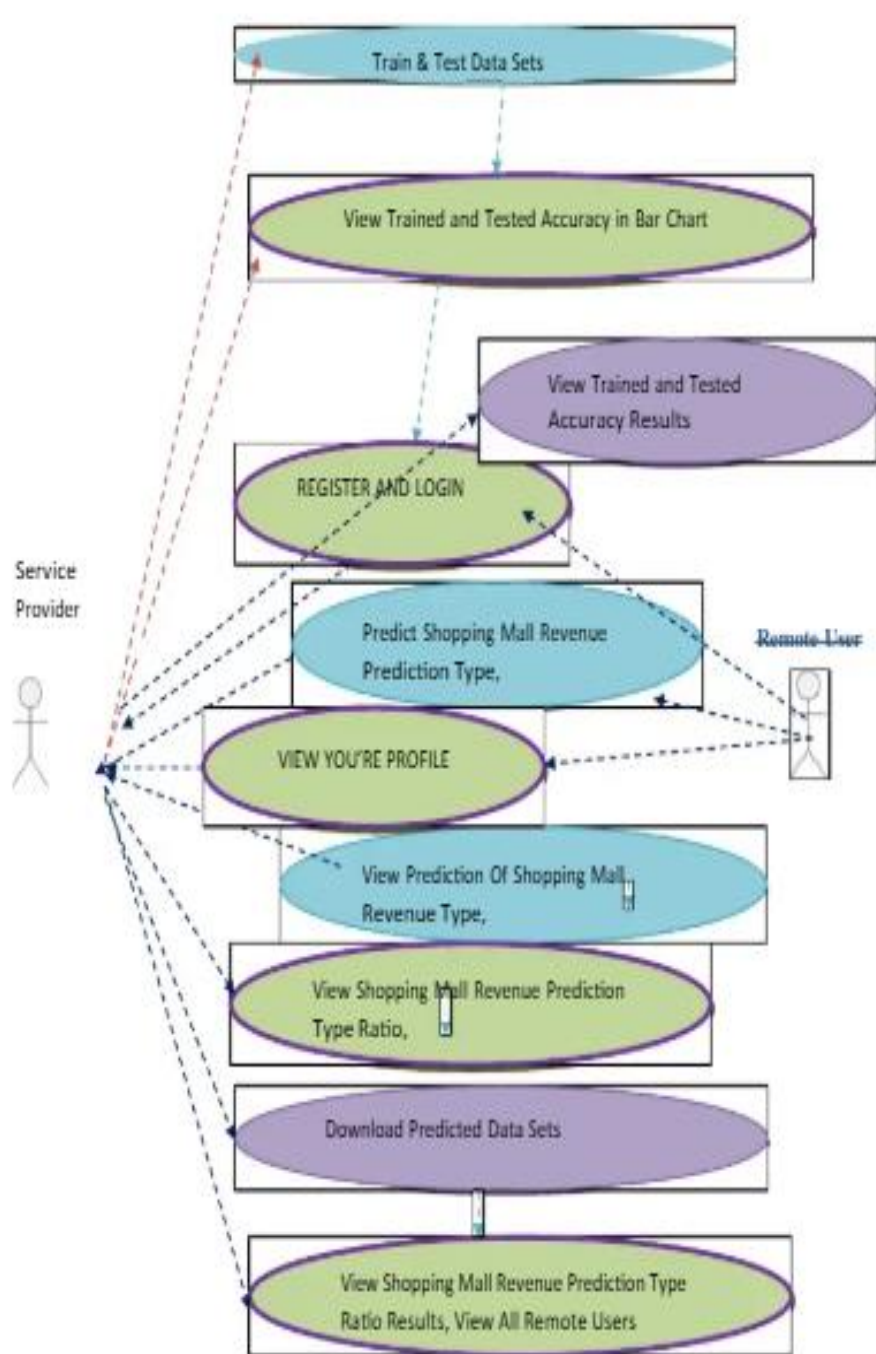 Train & Test Data Sets
View Trained and Tested Accuracy in Bar Chart
View Trained and Tested
Accuracy Results
REGISTER AND LOGIN
Service
Provider
Predict Shopping Mall Revenue
Prediction Type,
Remote User
VIEW YOU'RE PROFILE
View Prediction Of Shopping Mall
Revenue Type,
View Shopping Mall Revenue Prediction
Type Ratio,
Download Predicted Data Sets
View Shopping Mall Revenue Prediction Type
Ratio Results, View All Remote Users